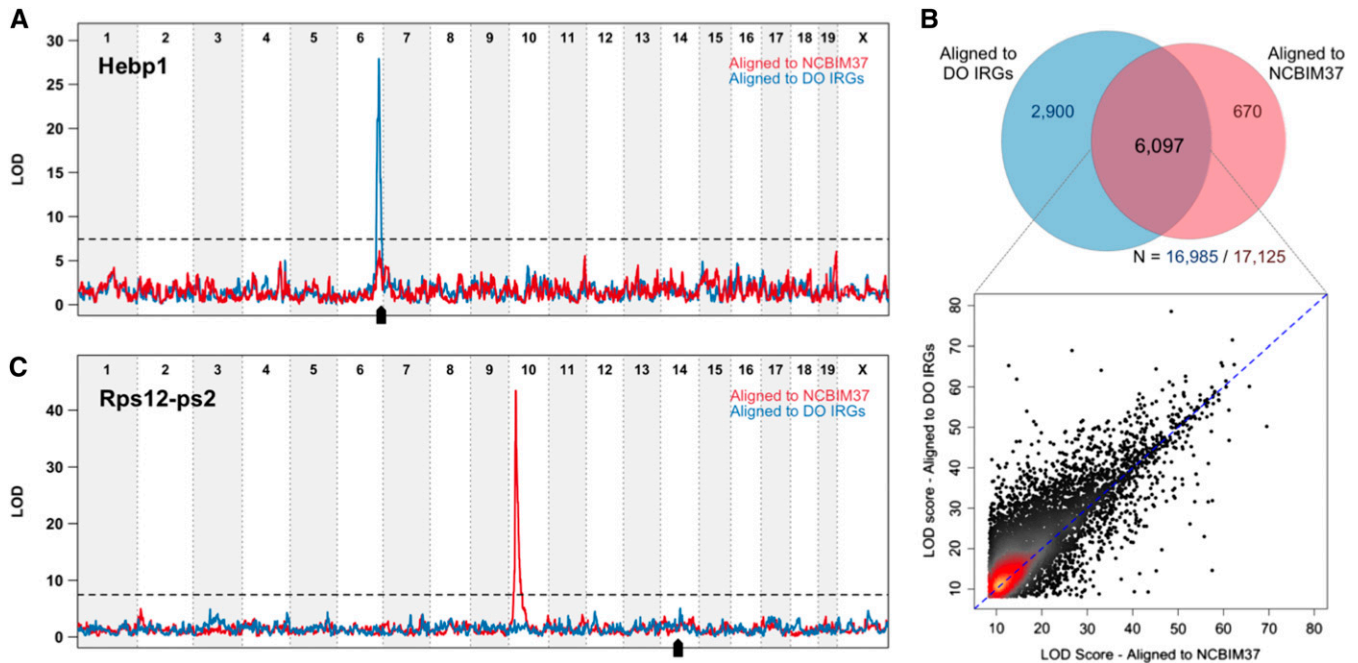 A
1 2 3 4 5 6 7 8 9 10 11 12 13 14 15 16 17 18 19 X
Hebp1
Aligned to NCBIM37
Aligned to DO IRGs
30
25
20
15
10
5
0
LOD
C
1 2 3 4 5 6 7 8 9 10 11 12 13 14 15 16 17 18 19 X
Rps12-ps2
Aligned to NCBIM37
Aligned to DO IRGs
40
30
20
10
0
LOD
B
Aligned to
DO IRGs
Aligned to
NCBIM37
2,900
6,097
670
N = 16,985 / 17,125
80
70
60
50
40
30
20
10
LOD score - Aligned to DO IRGs
10 20 30 40 50 60 70 80
LOD Score - Aligned to NCBIM37